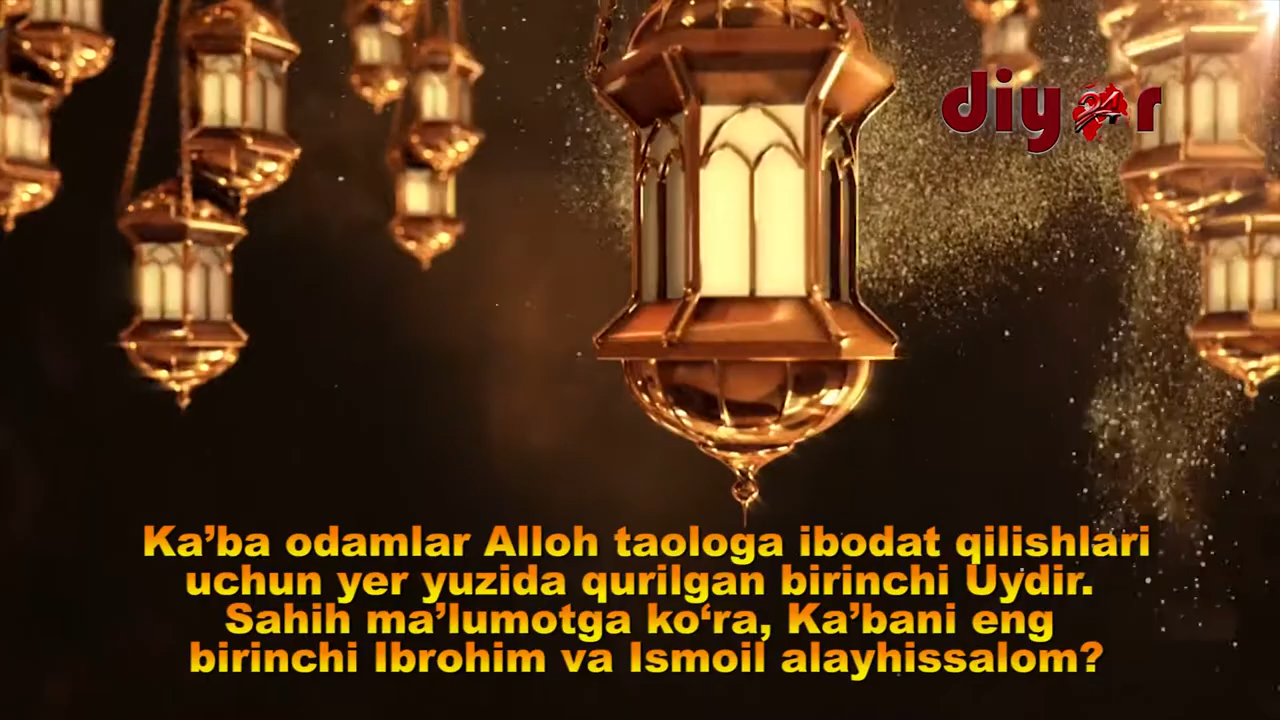 diyor
24
Ka’ba odamlar Alloh taologa ibodat qilishlari
uchun yer yuzida qurilgan birinchi Uydir.
Sahih ma’lumotga ko‘ra, Ka’bani eng
birinchi Ibrohim va Ismoil alayhissalom?